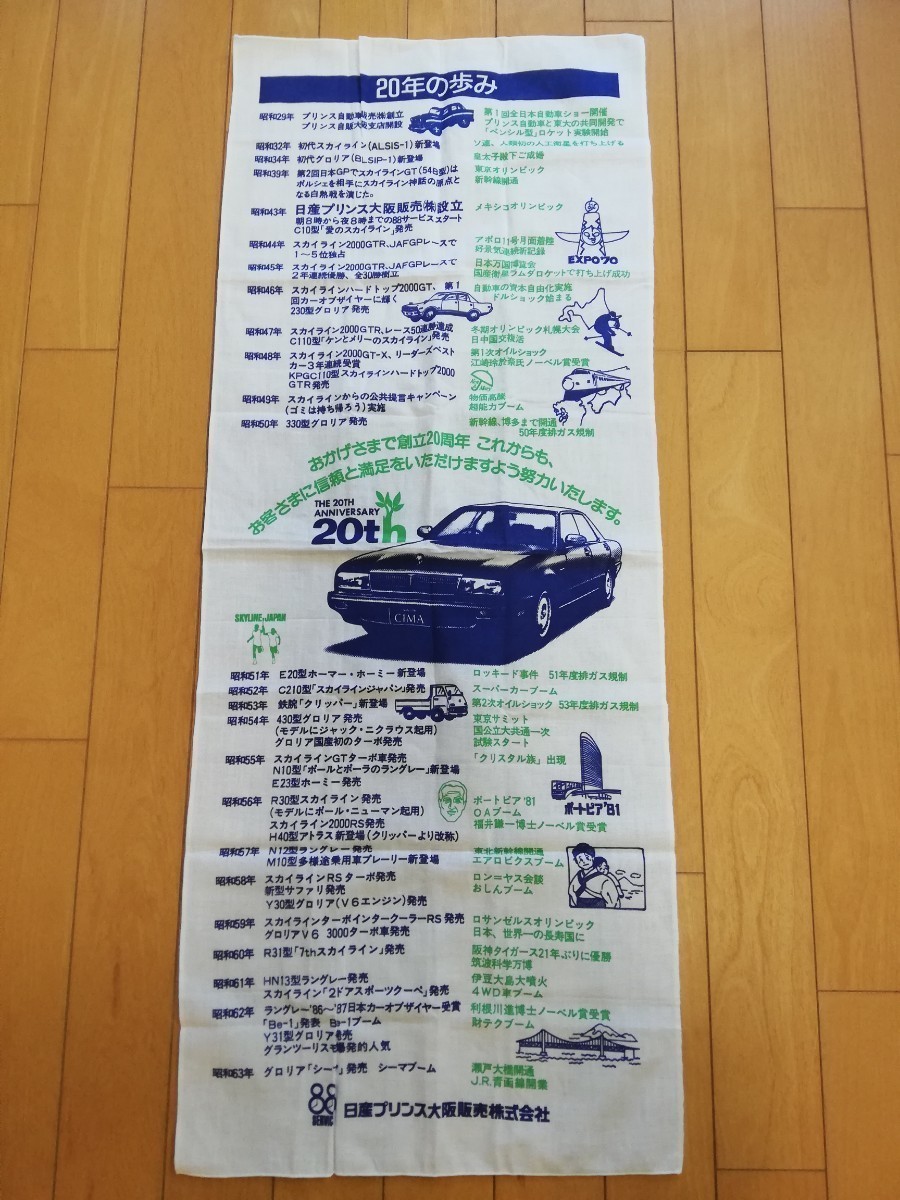 20年の歩み
昭和29年 プリンス自動車販売㈱創立
プリンス自販大阪支店開設
第1回全日本自動車ショー開催
プリンス自動車と東大の共同開発で
「ペンシル型」ロケット実験開始
昭和32年 初代スカイライン(ALSIS-1)新登場
ソ連、人類初の人工衛星を打ち上げる
昭和34年 初代グロリア(BLSIP-1)新登場
皇太子殿下ご成婚
昭和39年 第2回日本GPでスカイラインGT(54B型)は
ポルシェを相手にスカイライン神話の原点と
なる白熱戦を演じた。
東京オリンピック
新幹線開通
昭和43年 日産プリンス大阪販売㈱設立
朝8時から夜8時までの88サービススタート
C10型「愛のスカイライン」発売
メキシコオリンピック
昭和44年 スカイライン2000GTR、JAFGPレースで
1〜5位独占
アポロ11号月面着陸
好景気連続新記録
EXPO'70
昭和45年 スカイライン2000GTR、JAFGPレースで
2年連続優勝、全30勝樹立
日本万国博覧会
国産衛星ラムダロケットで打ち上げ成功
昭和46年 スカイラインハードトップ2000GT、第1
回カーオブザイヤーに輝く
230型グロリア発売
自動車の資本自由化実施
ドルショック始まる
昭和47年 スカイライン2000GTR、レース50連勝達成
C110型「ケンとメリーのスカイライン」発売
冬期オリンピック札幌大会
日中国交復活
昭和48年 スカイライン2000GT-X、リーダーズベスト
カー3年連続受賞
KPGC110型スカイラインハードトップ2000
GTR発売
第1次オイルショック
江崎玲於奈氏ノーベル賞受賞
昭和49年 スカイラインからの公共提言キャンペーン
(ゴミは持ち帰ろう)実施
物価高騰
超能力ブーム
昭和50年 330型グロリア発売
新幹線、博多まで開通
50年度排ガス規制
おかげさまで創立20周年 これからも、
お客さまに信頼と満足をいただけますよう努力いたします。
THE 20TH
ANNIVERSARY
20th
CIMA
SKYLINE・JAPAN
昭和51年 E20型ホーマー・ホーミー新登場
ロッキード事件 51年度排ガス規制
昭和52年 C210型「スカイラインジャパン」発売
スーパーカーブーム
昭和53年 鉄腕「クリッパー」新登場
第2次オイルショック 53年度排ガス規制
昭和54年 430型グロリア発売
(モデルにジャック・ニクラウス起用)
グロリア国産初のターボ発売
東京サミット
国公立大共通一次
試験スタート
昭和55年 スカイラインGTターボ車発売
N10型「ポールとポーラのラングレー」新登場
E23型ホーミー発売
「クリスタル族」出現
ポートピア'81
昭和56年 R30型スカイライン発売
(モデルにポール・ニューマン起用)
スカイライン2000RS発売
H40型アトラス新登場(クリッパーより改称)
ポートピア'81
OAブーム
福井謙一博士ノーベル賞受賞
昭和57年 N12型ラングレー発売
M10型多様途乗用車プレーリー新登場
東北新幹線開通
エアロビクスブーム
昭和58年 スカイラインRSターボ発売
新型サファリ発売
Y30型グロリア(V6エンジン)発売
ロン=ヤス会談
おしんブーム
昭和59年 スカイラインターボインタークーラーRS発売
グロリアV6 3000ターボ車発売
ロサンゼルスオリンピック
日本、世界一の長寿国に
昭和60年 R31型「7thスカイライン」発売
阪神タイガース21年ぶりに優勝
筑波科学万博
昭和61年 HN13型ラングレー発売
スカイライン「2ドアスポーツクーペ」発売
伊豆大島大噴火
4WD車ブーム
昭和62年 ラングレー'86〜'87日本カーオブザイヤー受賞
「Be-1」発表 Be-1ブーム
Y31型グロリア発売
グランツーリスモ爆発的人気
利根川進博士ノーベル賞受賞
財テクブーム
昭和63年 グロリア「シーマ」発売 シーマブーム
瀬戸大橋開通
J.R.青函線開業
88
SERVIC
日産プリンス大阪販売株式会社